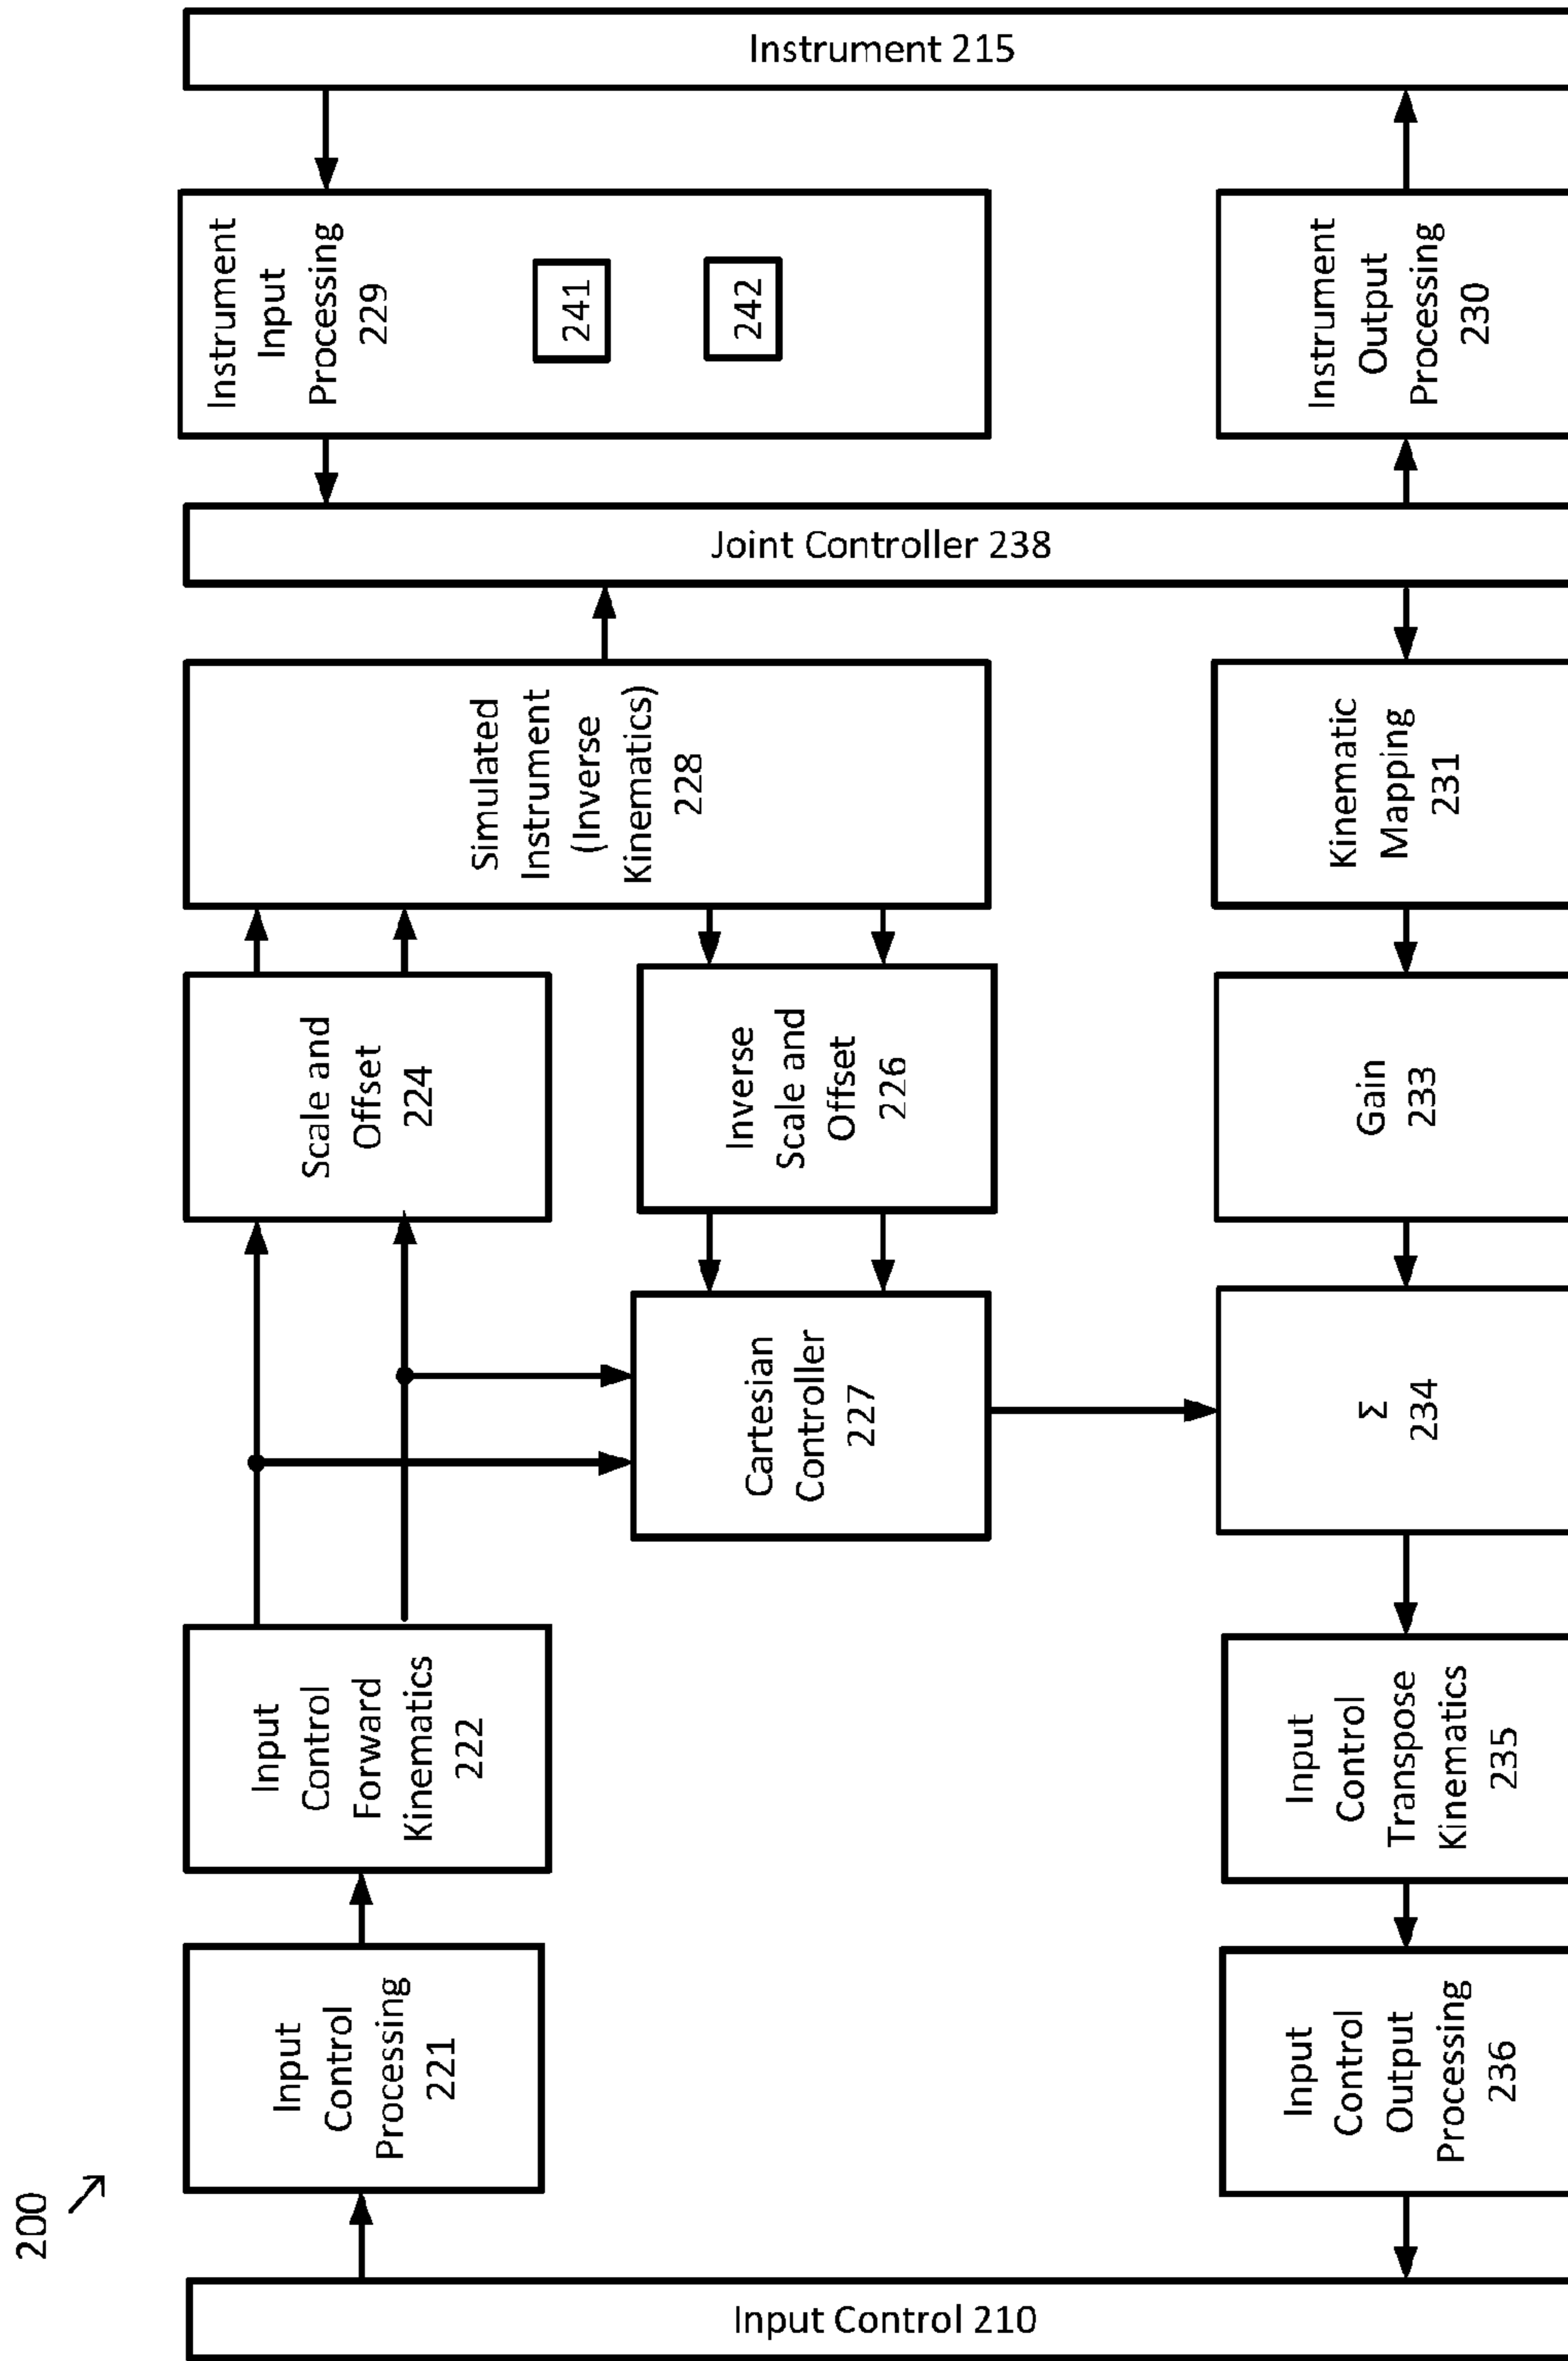 200
Input Control 210
Input
Control
Processing
221
Input
Control
Forward
Kinematics
222
Scale and
Offset
224
Simulated
Instrument
(Inverse
Kinematics)
228
Joint Controller 238
Instrument
Input
Processing
229
241
242
Instrument 215
Cartesian
Controller
227
Inverse
Scale and
Offset
226
Input
Control
Output
Processing
236
Input
Control
Transpose
Kinematics
235
Σ
234
Gain
233
Kinematic
Mapping
231
Instrument
Output
Processing
230